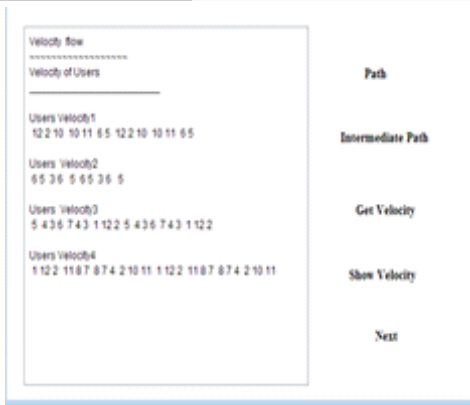 Velocity flow
~~~~~~~~~~~~~~~~~~
Velocity of Users
Users Velocity1
12 2 10 10 11 6 5 12 2 10 10 11 6 5
Users Velocity2
6 5 3 6 5 6 5 3 6 5
Users Velocity3
5 4 3 6 7 4 3 1 12 2 5 4 3 6 7 4 3 1 12 2
Users Velocity4
1 12 2 11 8 7 8 7 4 2 10 11 1 12 2 11 8 7 8 7 4 2 10 11
Path
Intermediate Path
Get Velocity
Show Velocity
Next